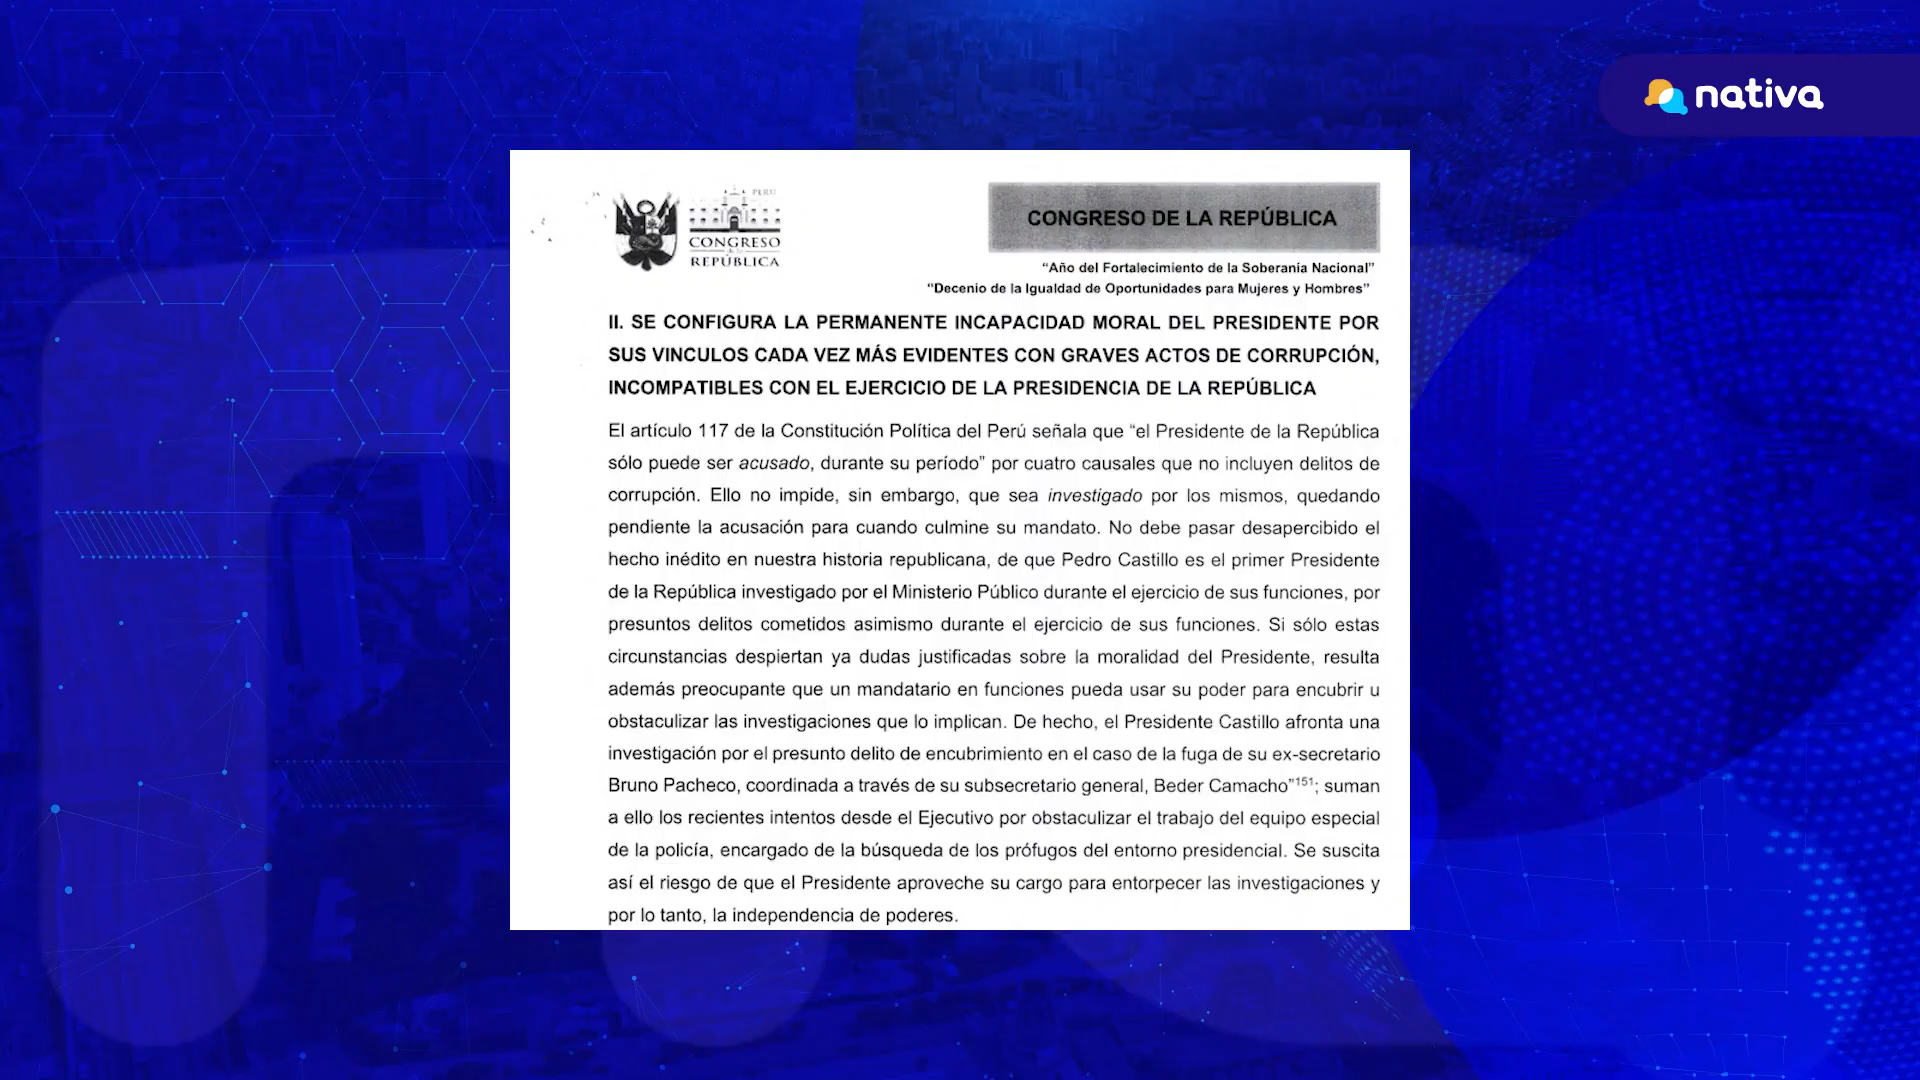 nativa
PERÚ
CONGRESO
de la
REPÚBLICA
CONGRESO DE LA REPÚBLICA
“Año del Fortalecimiento de la Soberanía Nacional”
“Decenio de la Igualdad de Oportunidades para Mujeres y Hombres”
II. SE CONFIGURA LA PERMANENTE INCAPACIDAD MORAL DEL PRESIDENTE POR
SUS VINCULOS CADA VEZ MÁS EVIDENTES CON GRAVES ACTOS DE CORRUPCIÓN,
INCOMPATIBLES CON EL EJERCICIO DE LA PRESIDENCIA DE LA REPÚBLICA
El artículo 117 de la Constitución Política del Perú señala que “el Presidente de la República
sólo puede ser acusado, durante su período” por cuatro causales que no incluyen delitos de
corrupción. Ello no impide, sin embargo, que sea investigado por los mismos, quedando
pendiente la acusación para cuando culmine su mandato. No debe pasar desapercibido el
hecho inédito en nuestra historia republicana, de que Pedro Castillo es el primer Presidente
de la República investigado por el Ministerio Público durante el ejercicio de sus funciones, por
presuntos delitos cometidos asimismo durante el ejercicio de sus funciones. Si sólo estas
circunstancias despiertan ya dudas justificadas sobre la moralidad del Presidente, resulta
además preocupante que un mandatario en funciones pueda usar su poder para encubrir u
obstaculizar las investigaciones que lo implican. De hecho, el Presidente Castillo afronta una
investigación por el presunto delito de encubrimiento en el caso de la fuga de su ex-secretario
Bruno Pacheco, coordinada a través de su subsecretario general, Beder Camacho”151; suman
a ello los recientes intentos desde el Ejecutivo por obstaculizar el trabajo del equipo especial
de la policía, encargado de la búsqueda de los prófugos del entorno presidencial. Se suscita
así el riesgo de que el Presidente aproveche su cargo para entorpecer las investigaciones y
por lo tanto, la independencia de poderes.